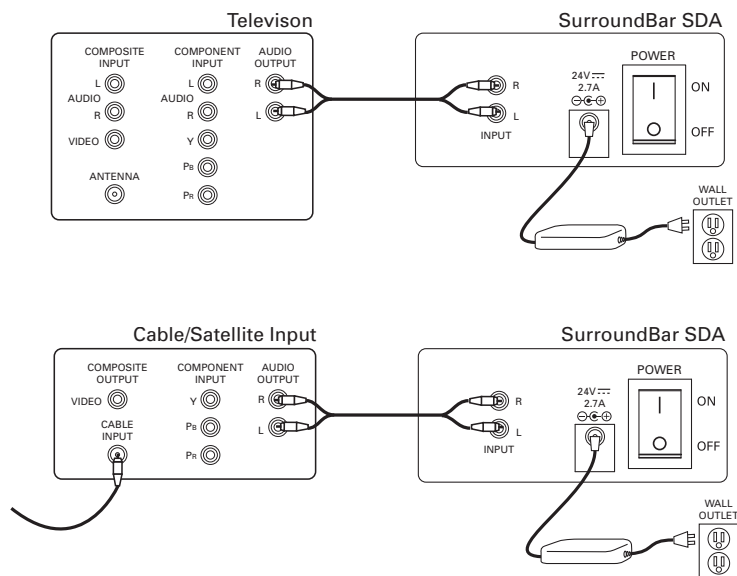 Televison
SurroundBar SDA
COMPOSITE
INPUT
L
AUDIO
R
VIDEO
ANTENNA
COMPONENT
INPUT
L
AUDIO
R
Y
PB
PR
AUDIO
OUTPUT
R
L
R
L
INPUT
24V
2.7A
POWER
ON
OFF
WALL
OUTLET
Cable/Satellite Input
SurroundBar SDA
COMPOSITE
OUTPUT
VIDEO
CABLE
INPUT
COMPONENT
INPUT
Y
PB
PR
AUDIO
OUTPUT
R
L
R
L
INPUT
24V
2.7A
POWER
ON
OFF
WALL
OUTLET